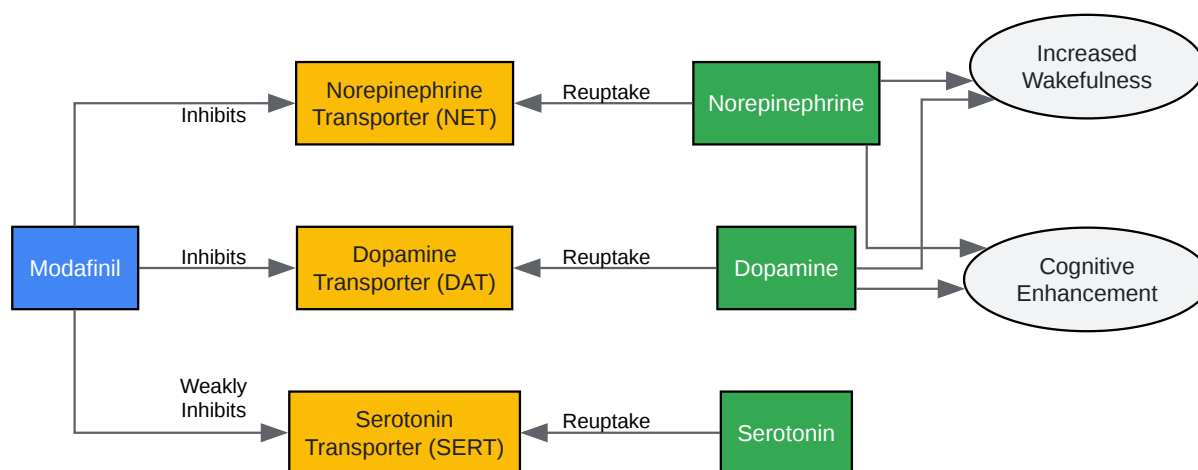 Increased
Wakefulness
Norepinephrine
Transporter (NET)
Reuptake
Norepinephrine
Inhibits
Modafinil
Inhibits
Dopamine
Transporter (DAT)
Reuptake
Dopamine
Cognitive
Enhancement
Weakly
Inhibits
Serotonin
Transporter (SERT)
Reuptake
Serotonin